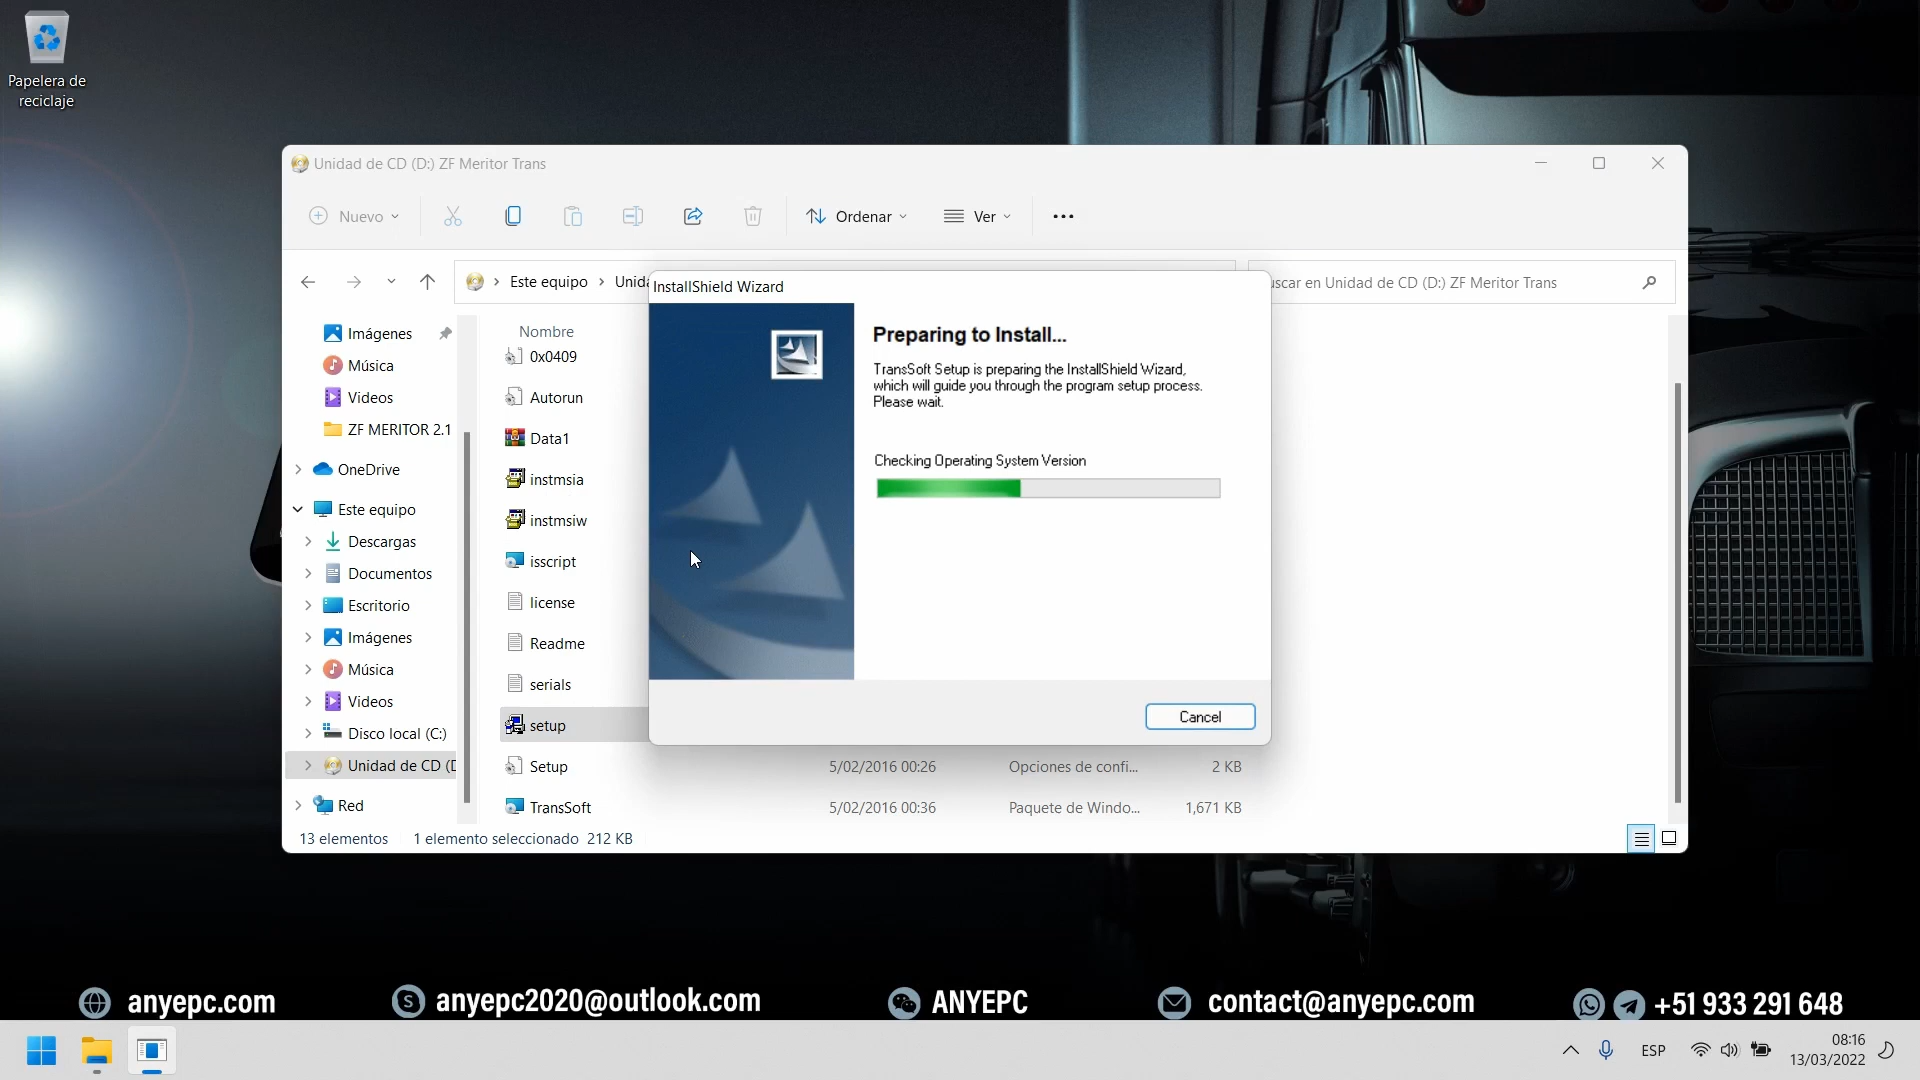 Papelera de
reciclaje
Unidad de CD (D:) ZF Meritor Trans
Nuevo
Ordenar
Ver
Este equipo
InstallShield Wizard
en Unidad de CD (D:) ZF Meritor Trans
Imágenes
Música
Videos
ZF MERITOR 2.1
OneDrive
Este equipo
Descargas
Documentos
Escritorio
Imágenes
Música
Videos
Disco local (C:)
Unidad de CD (D
Red
Nombre
0x0409
Autorun
Data1
instmsia
instmsiw
isscript
license
Readme
serials
setup
Setup 5/02/2016 00:26 Opciones de confi... 2 KB
TransSoft 5/02/2016 00:36 Paquete de Windo... 1,671 KB
Preparing to Install...
TransSoft Setup is preparing the InstallShield Wizard,
which will guide you through the program setup process.
Please wait.
Checking Operating System Version
Cancel
13 elementos 1 elemento seleccionado 212 KB
anyepc.com anyepc2020@outlook.com ANYEPC contact@anyepc.com +51 933 291 648
ESP
08:16
13/03/2022